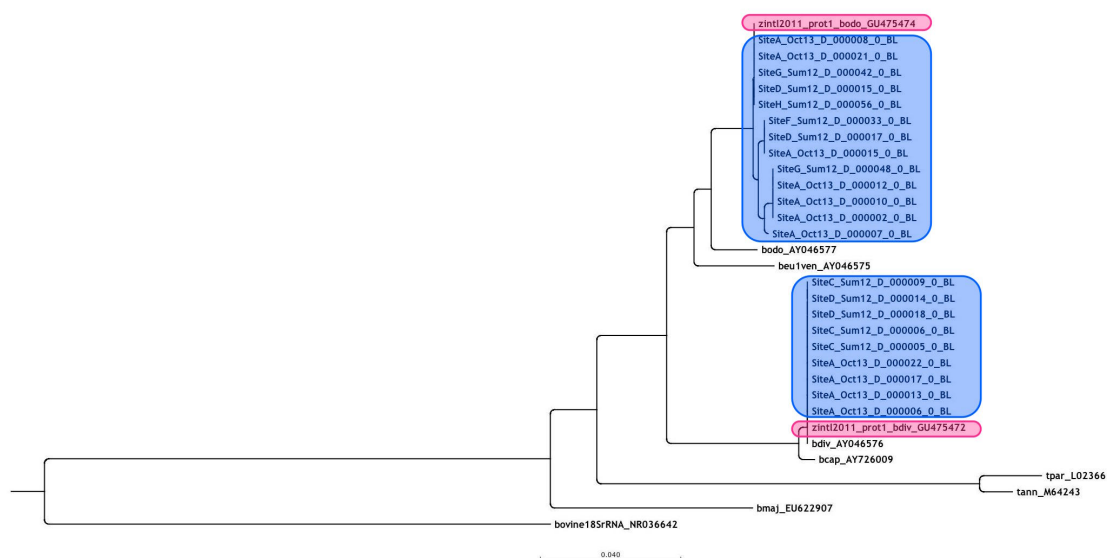 zintl2011_prot1_bodo_GU475474
SiteA_Oct13_D_000008_0_BL
SiteA_Oct13_D_000021_0_BL
SiteG_Sum12_D_000042_0_BL
SiteD_Sum12_D_000015_0_BL
SiteH_Sum12_D_000056_0_BL
SiteF_Sum12_D_000033_0_BL
SiteD_Sum12_D_000017_0_BL
SiteA_Oct13_D_000015_0_BL
SiteG_Sum12_D_000048_0_BL
SiteA_Oct13_D_000012_0_BL
SiteA_Oct13_D_000010_0_BL
SiteA_Oct13_D_000002_0_BL
SiteA_Oct13_D_000007_0_BL
bodo_AY046577
beu1ven_AY046575
SiteC_Sum12_D_000009_0_BL
SiteD_Sum12_D_000014_0_BL
SiteD_Sum12_D_000018_0_BL
SiteC_Sum12_D_000006_0_BL
SiteC_Sum12_D_000005_0_BL
SiteA_Oct13_D_000022_0_BL
SiteA_Oct13_D_000017_0_BL
SiteA_Oct13_D_000013_0_BL
SiteA_Oct13_D_000006_0_BL
zintl2011_prot1_bdiv_GU475472
bdiv_AY046576
bcap_AY726009
tpar_L02366
tann_M64243
bmaj_EU622907
bovine18SrRNA_NR036642
0.040